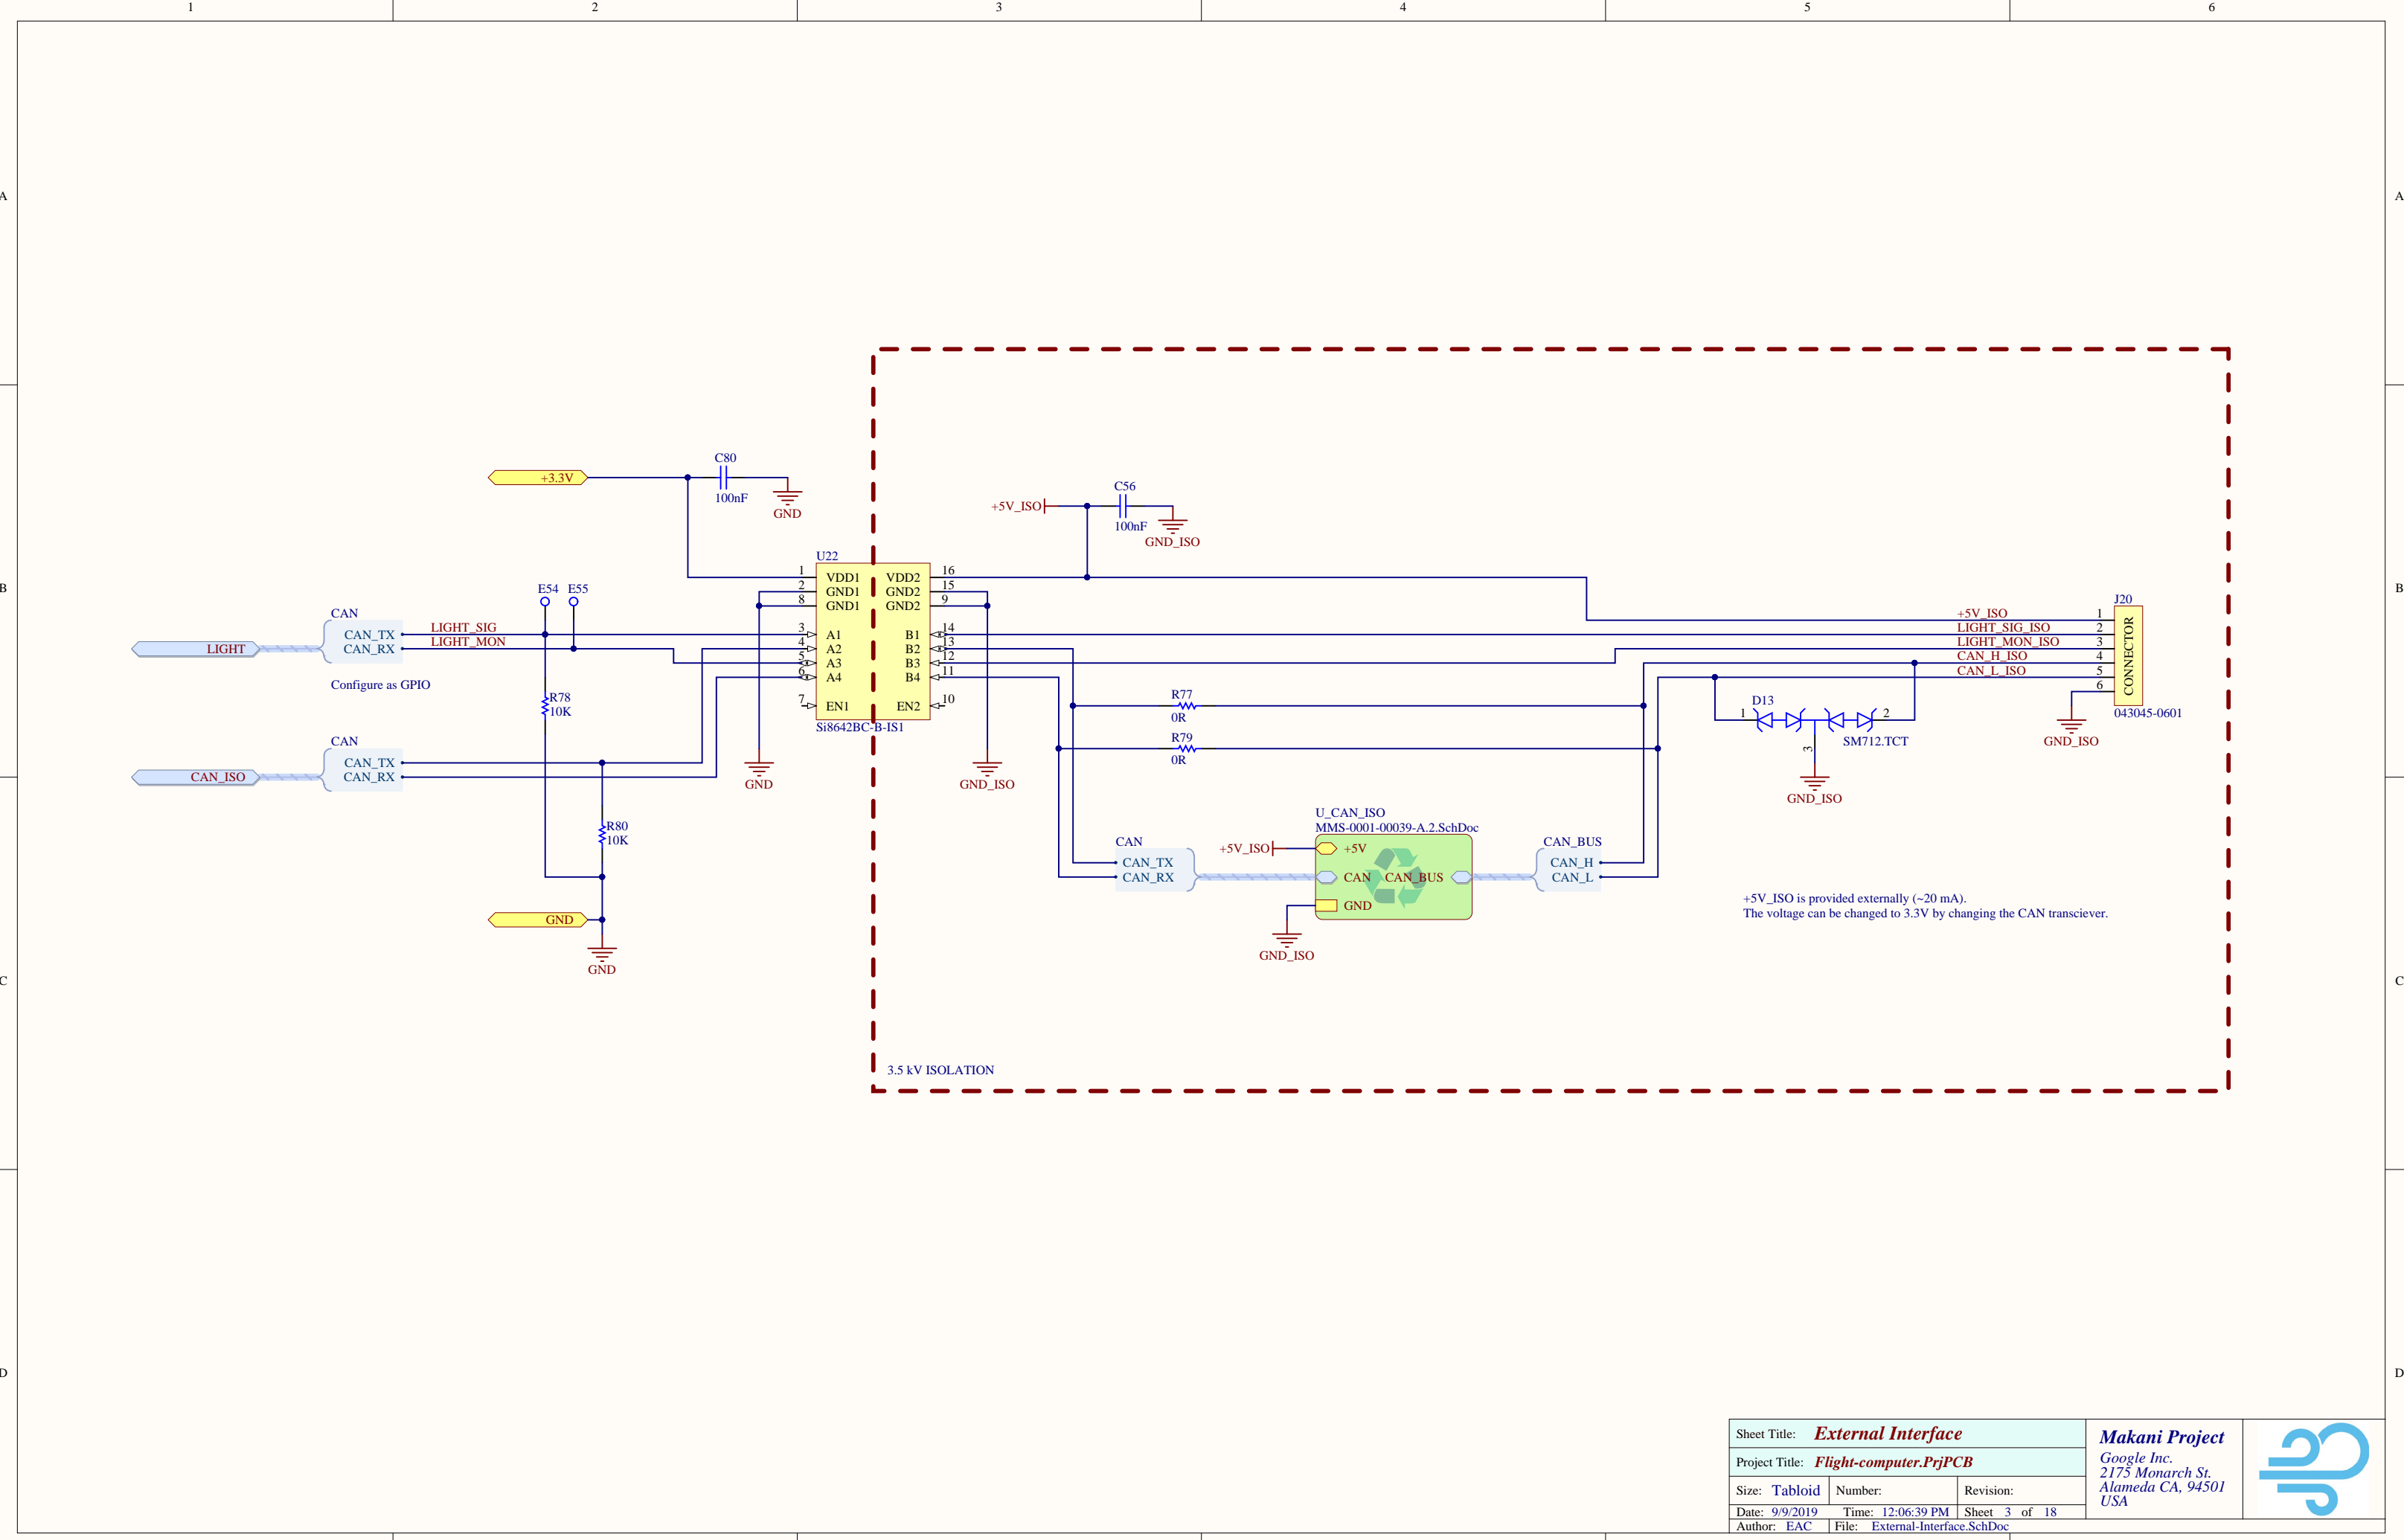 1 2 3 4 5 6
A A
B B
C C
D D
+3.3V
C80
100nF
GND
+5V_ISO
C56
100nF
GND_ISO
U22
1 VDD1 VDD2 16
2 GND1 GND2 15
8 GND1 GND2 9
3 A1 B1 14
4 A2 B2 13
5 A3 B3 12
6 A4 B4 11
7 EN1 EN2 10
Si8642BC-B-IS1
GND
GND_ISO
E54 E55
CAN
LIGHT
CAN_TX
CAN_RX
LIGHT_SIG
LIGHT_MON
Configure as GPIO
R78
10K
CAN
CAN_ISO
CAN_TX
CAN_RX
R80
10K
GND
GND
R77
0R
R79
0R
U_CAN_ISO
MMS-0001-00039-A.2.SchDoc
CAN
CAN_TX
CAN_RX
+5V_ISO
+5V
CAN CAN_BUS
GND
GND_ISO
CAN_BUS
CAN_H
CAN_L
J20
+5V_ISO 1
LIGHT_SIG_ISO 2
LIGHT_MON_ISO 3
CAN_H_ISO 4
CAN_L_ISO 5
6
CONNECTOR
043045-0601
GND_ISO
D13
1 2
3
SM712.TCT
GND_ISO
+5V_ISO is provided externally (~20 mA).
The voltage can be changed to 3.3V by changing the CAN transciever.
3.5 kV ISOLATION
Sheet Title: External Interface
Project Title: Flight-computer.PrjPCB
Size: Tabloid Number: Revision:
Date: 9/9/2019 Time: 12:06:39 PM Sheet 3 of 18
Author: EAC File: External-Interface.SchDoc
Makani Project
Google Inc.
2175 Monarch St.
Alameda CA, 94501
USA